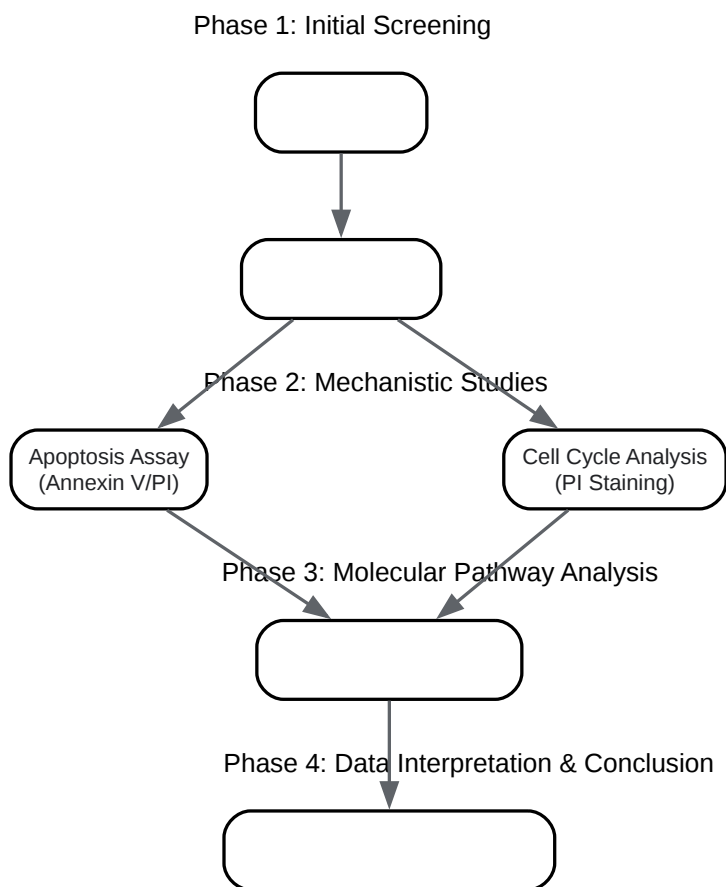 Phase 1: Initial Screening
Phase 2: Mechanistic Studies
Apoptosis Assay
(Annexin V/PI)
Cell Cycle Analysis
(PI Staining)
Phase 3: Molecular Pathway Analysis
Phase 4: Data Interpretation & Conclusion